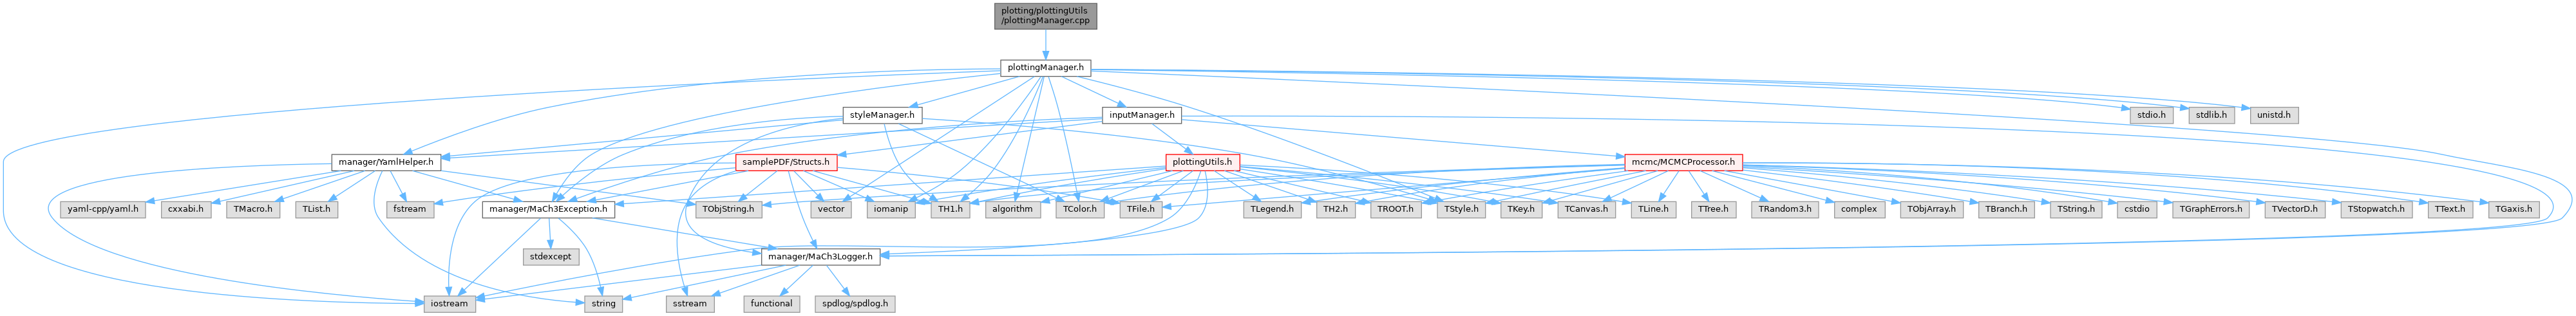 plotting/plottingUtils
/plottingManager.cpp
plottingManager.h
styleManager.h
inputManager.h
stdio.h
stdlib.h
unistd.h
manager/YamlHelper.h
samplePDF/Structs.h
plottingUtils.h
mcmc/MCMCProcessor.h
yaml-cpp/yaml.h
cxxabi.h
TMacro.h
TList.h
fstream
manager/MaCh3Exception.h
TObjString.h
vector
iomanip
TH1.h
algorithm
TColor.h
TFile.h
TLegend.h
TH2.h
TROOT.h
TStyle.h
TKey.h
TCanvas.h
TLine.h
TTree.h
TRandom3.h
complex
TObjArray.h
TBranch.h
TString.h
cstdio
TGraphErrors.h
TVectorD.h
TStopwatch.h
TText.h
TGaxis.h
stdexcept
manager/MaCh3Logger.h
iostream
string
sstream
functional
spdlog/spdlog.h